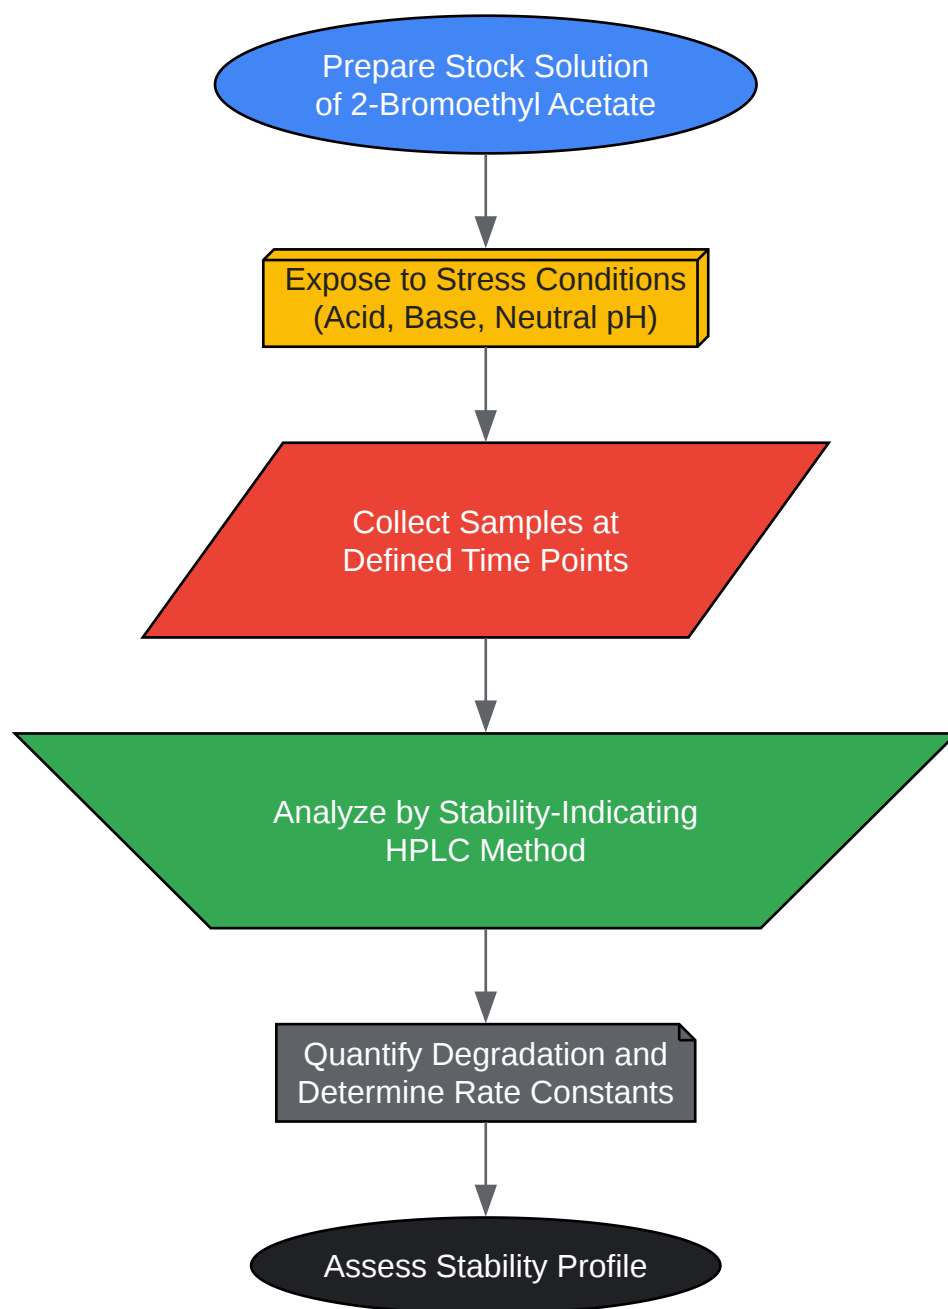 Prepare Stock Solution
of 2-Bromoethyl Acetate
Expose to Stress Conditions
(Acid, Base, Neutral pH)
Collect Samples at
Defined Time Points
Analyze by Stability-Indicating
HPLC Method
Quantify Degradation and
Determine Rate Constants
Assess Stability Profile